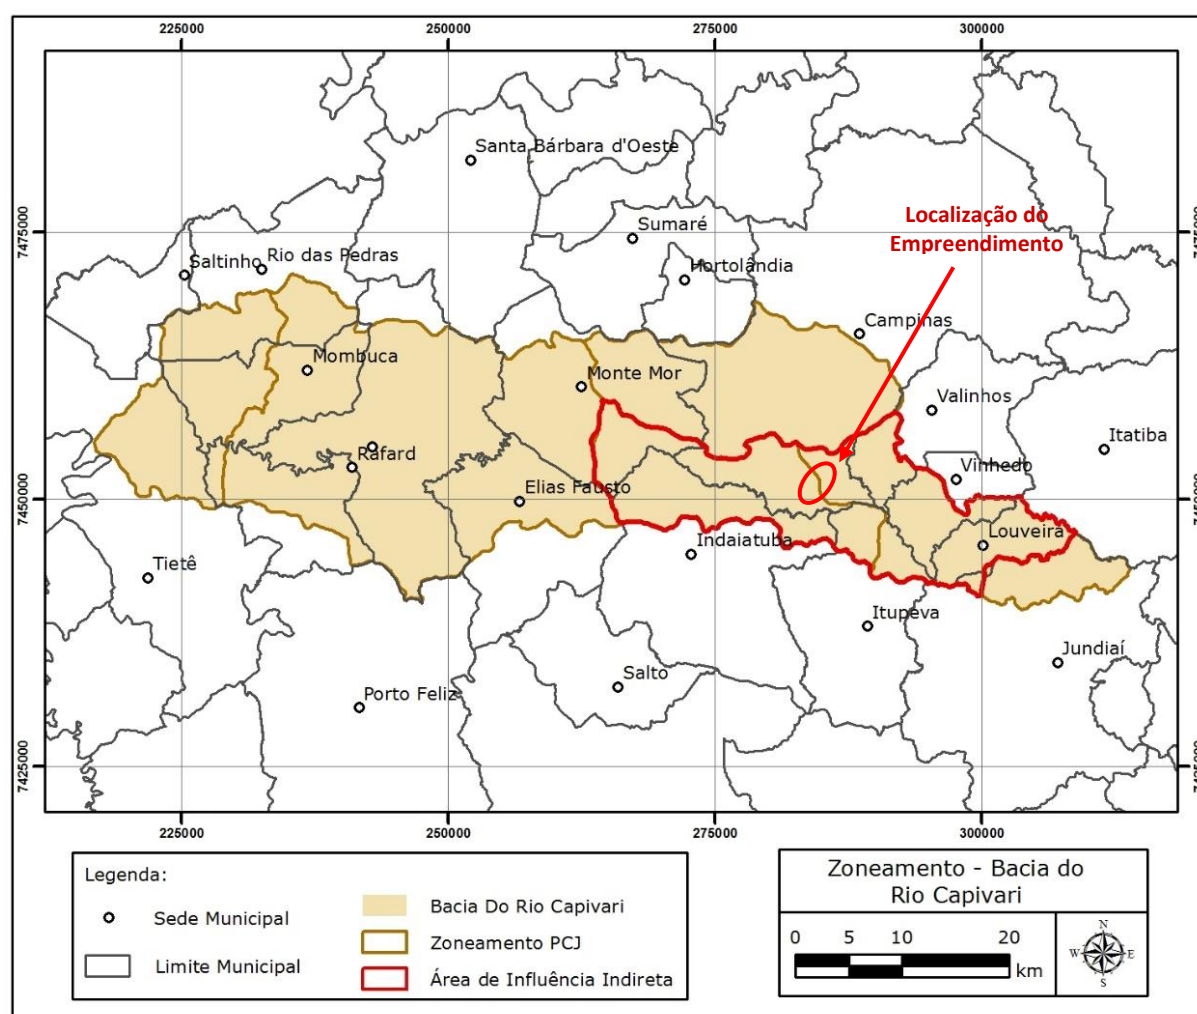 225000
250000
275000
300000
Santa Bárbara d'Oeste
Localização do
Empreendimento
7475000
7475000
Sumaré
Saltinho
Rio das Pedras
Hortolândia
Campinas
Mombuca
Monte Mor
Valinhos
Itatiba
Rafard
Vinhedo
Elias Fausto
7450000
7450000
Louveira
Indaiatuba
Tietê
Itupeva
Jundiaí
Salto
Porto Feliz
7425000
7425000
225000
250000
275000
300000
Legenda:
Sede Municipal
Limite Municipal
Bacia Do Rio Capivari
Zoneamento PCJ
Área de Influência Indireta
Zoneamento - Bacia do
Rio Capivari
0 5 10 20
km
N
W E
S